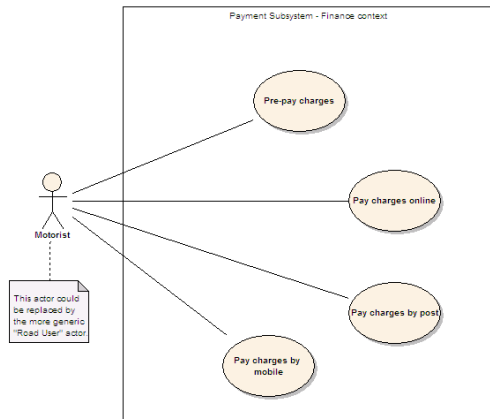 Payment Subsystem - Finance context
Pre-pay charges
Pay charges online
Motorist
This actor could
be replaced by
the more generic
"Road User" actor.
Pay charges by post
Pay charges by
mobile